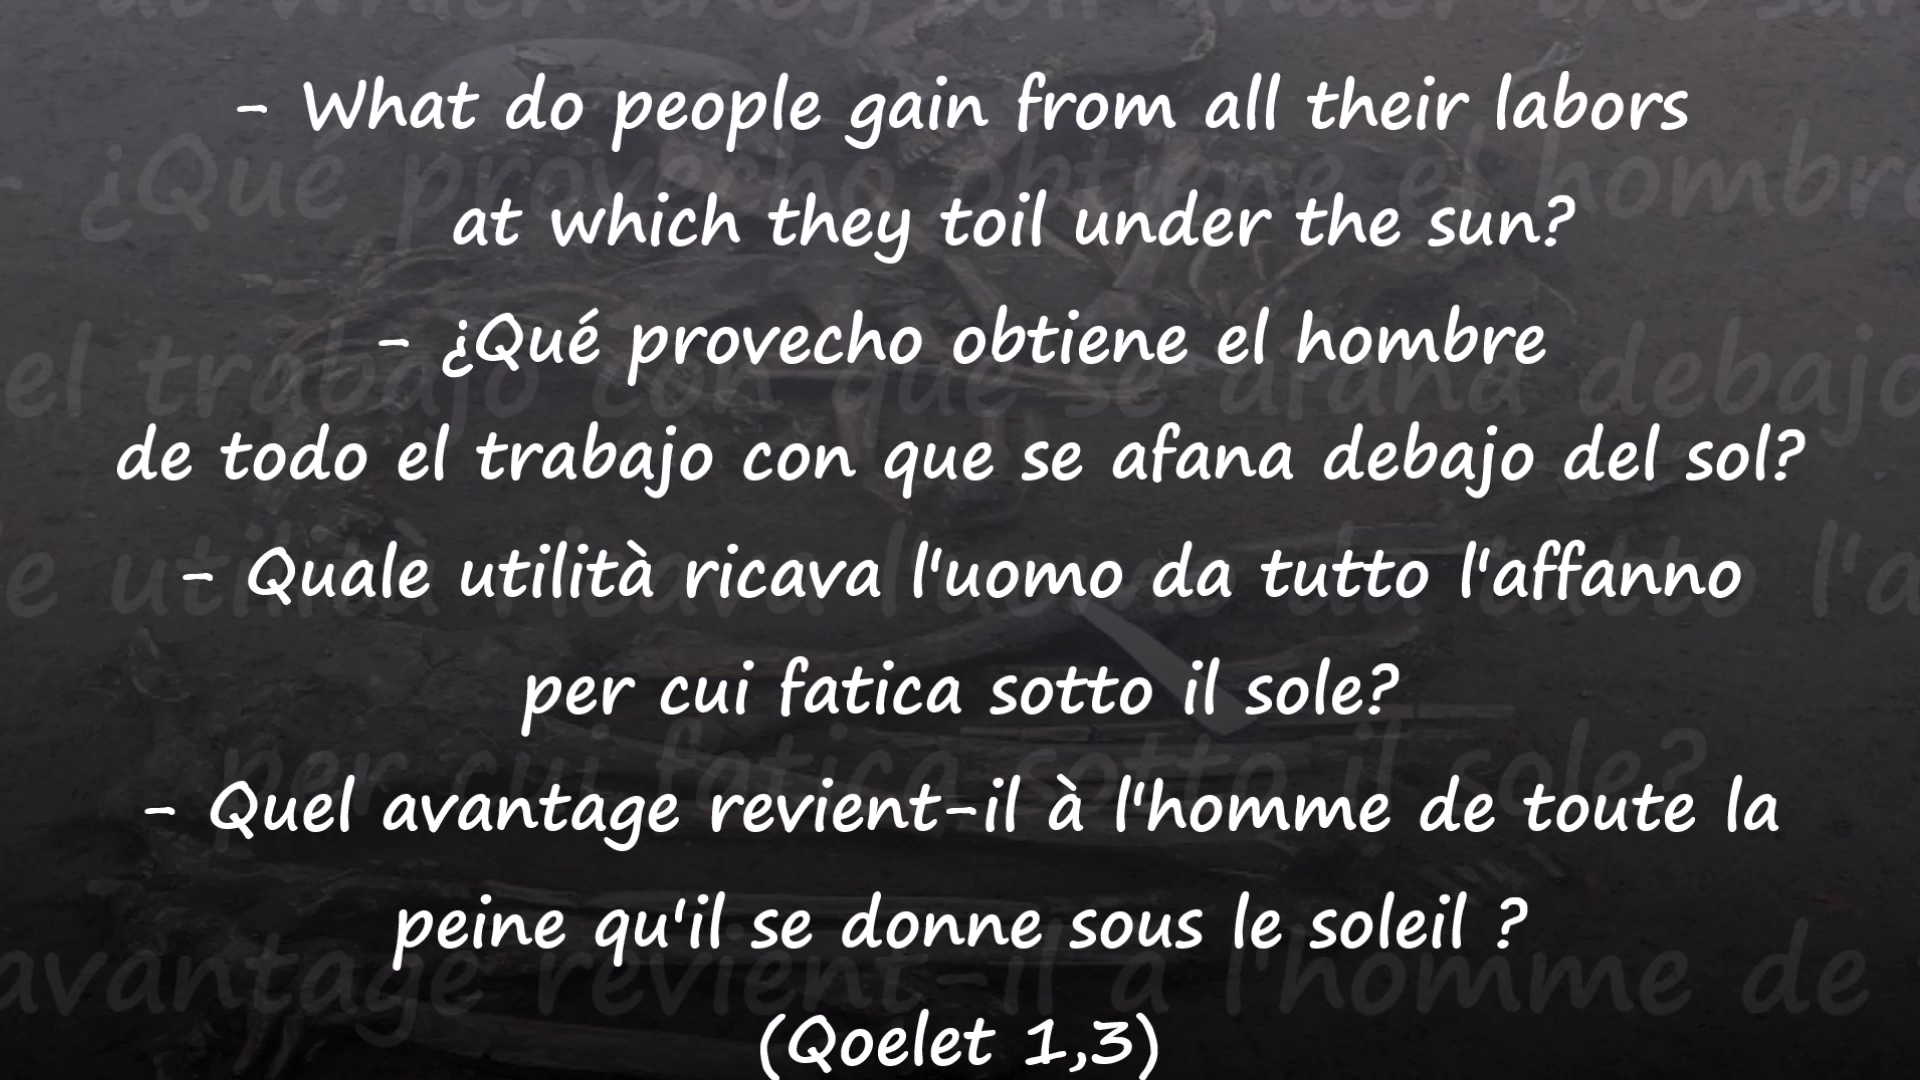 - What do people gain from all their labors
at which they toil under the sun?
- ¿Qué provecho obtiene el hombre
de todo el trabajo con que se afana debajo del sol?
- Quale utilità ricava l'uomo da tutto l'affanno
per cui fatica sotto il sole?
- Quel avantage revient-il à l'homme de toute la
peine qu'il se donne sous le soleil ?
(Qoelet 1,3)